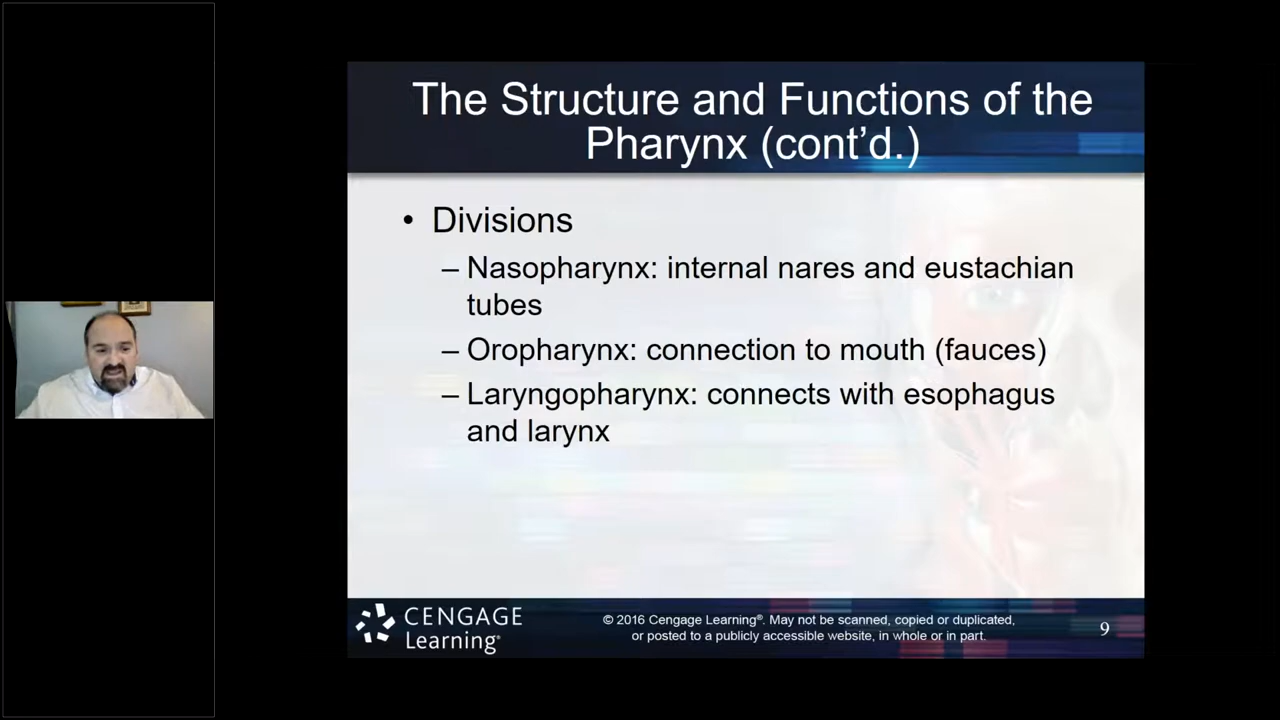 The Structure and Functions of the
Pharynx (cont’d.)
• Divisions
– Nasopharynx: internal nares and eustachian
tubes
– Oropharynx: connection to mouth (fauces)
– Laryngopharynx: connects with esophagus
and larynx
CENGAGE
Learning®
© 2016 Cengage Learning®. May not be scanned, copied or duplicated,
or posted to a publicly accessible website, in whole or in part.
9